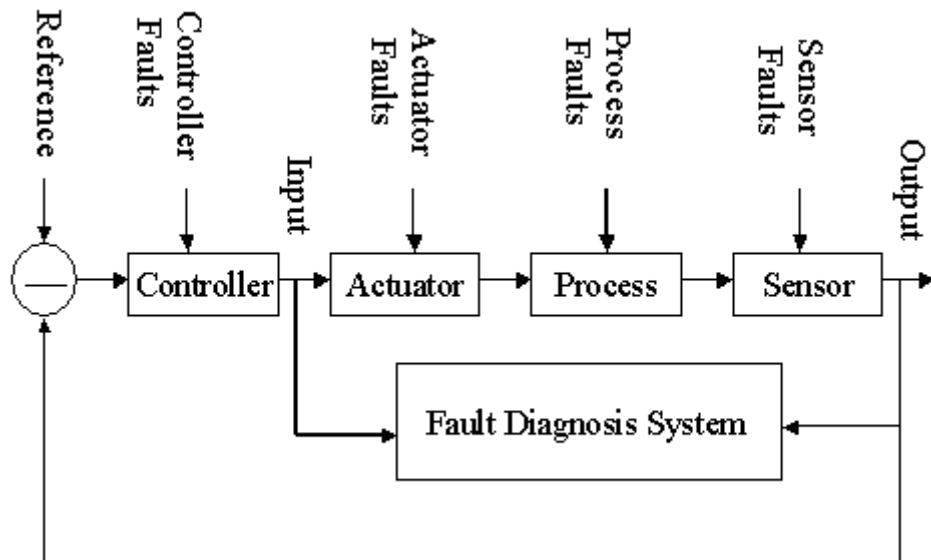 Reference
Controller
Faults
Input
Actuator
Faults
Process
Faults
Sensor
Faults
Output
Controller
Actuator
Process
Sensor
Fault Diagnosis System